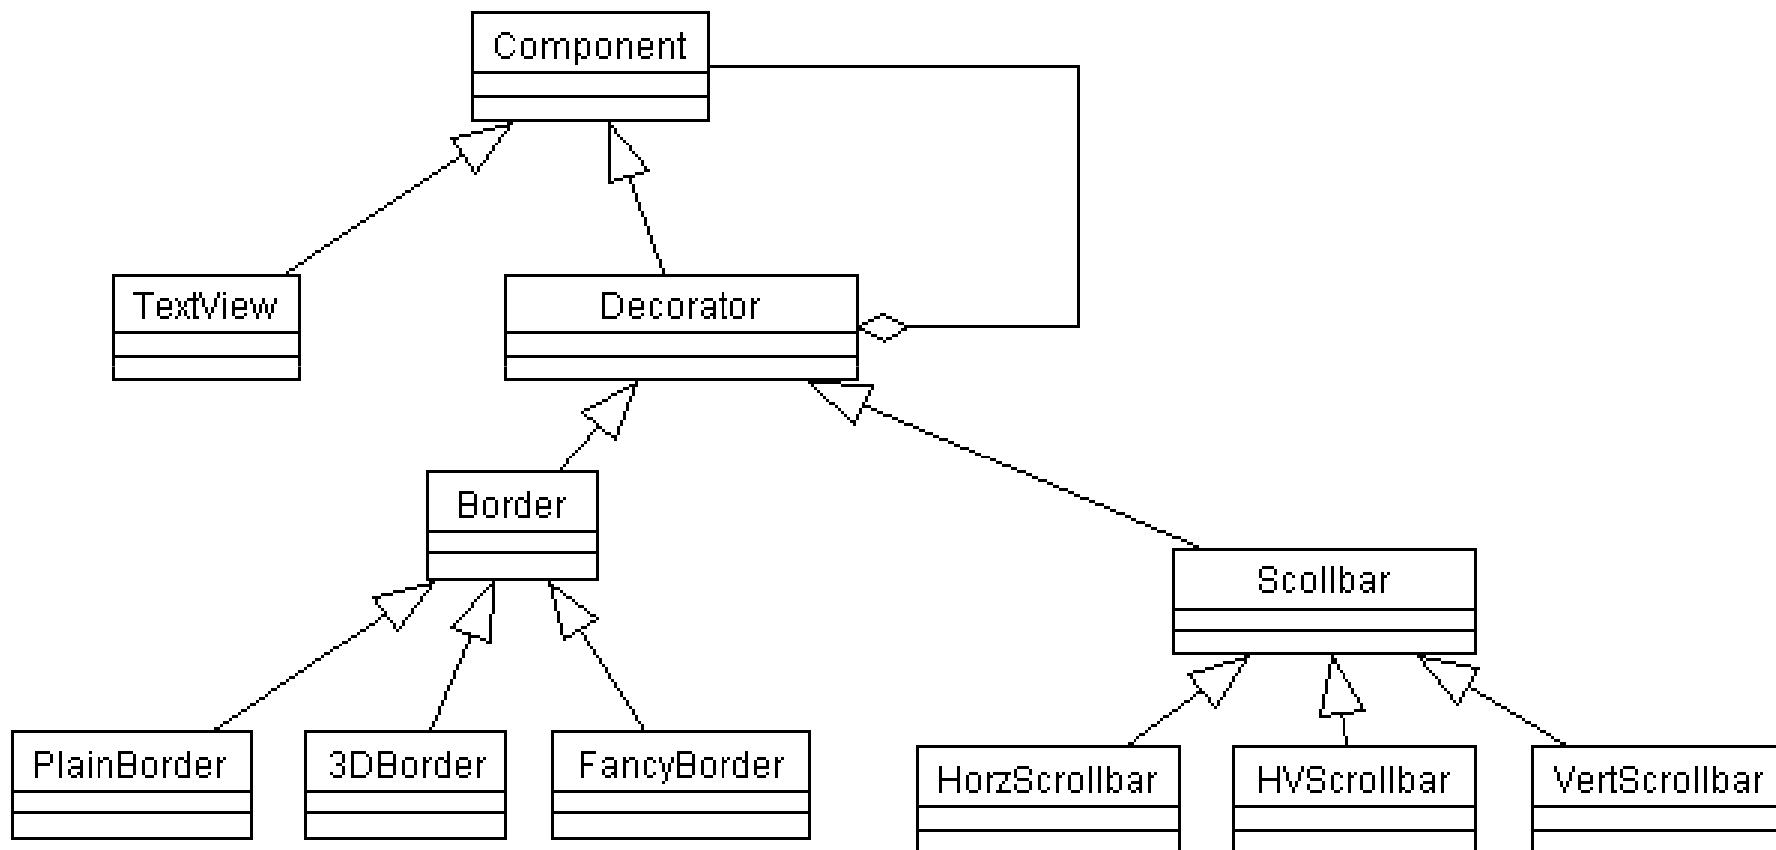 Component
TextView
Decorator
Border
Scollbar
PlainBorder
3DBorder
FancyBorder
HorzScrollbar
HVScrollbar
VertScrollbar